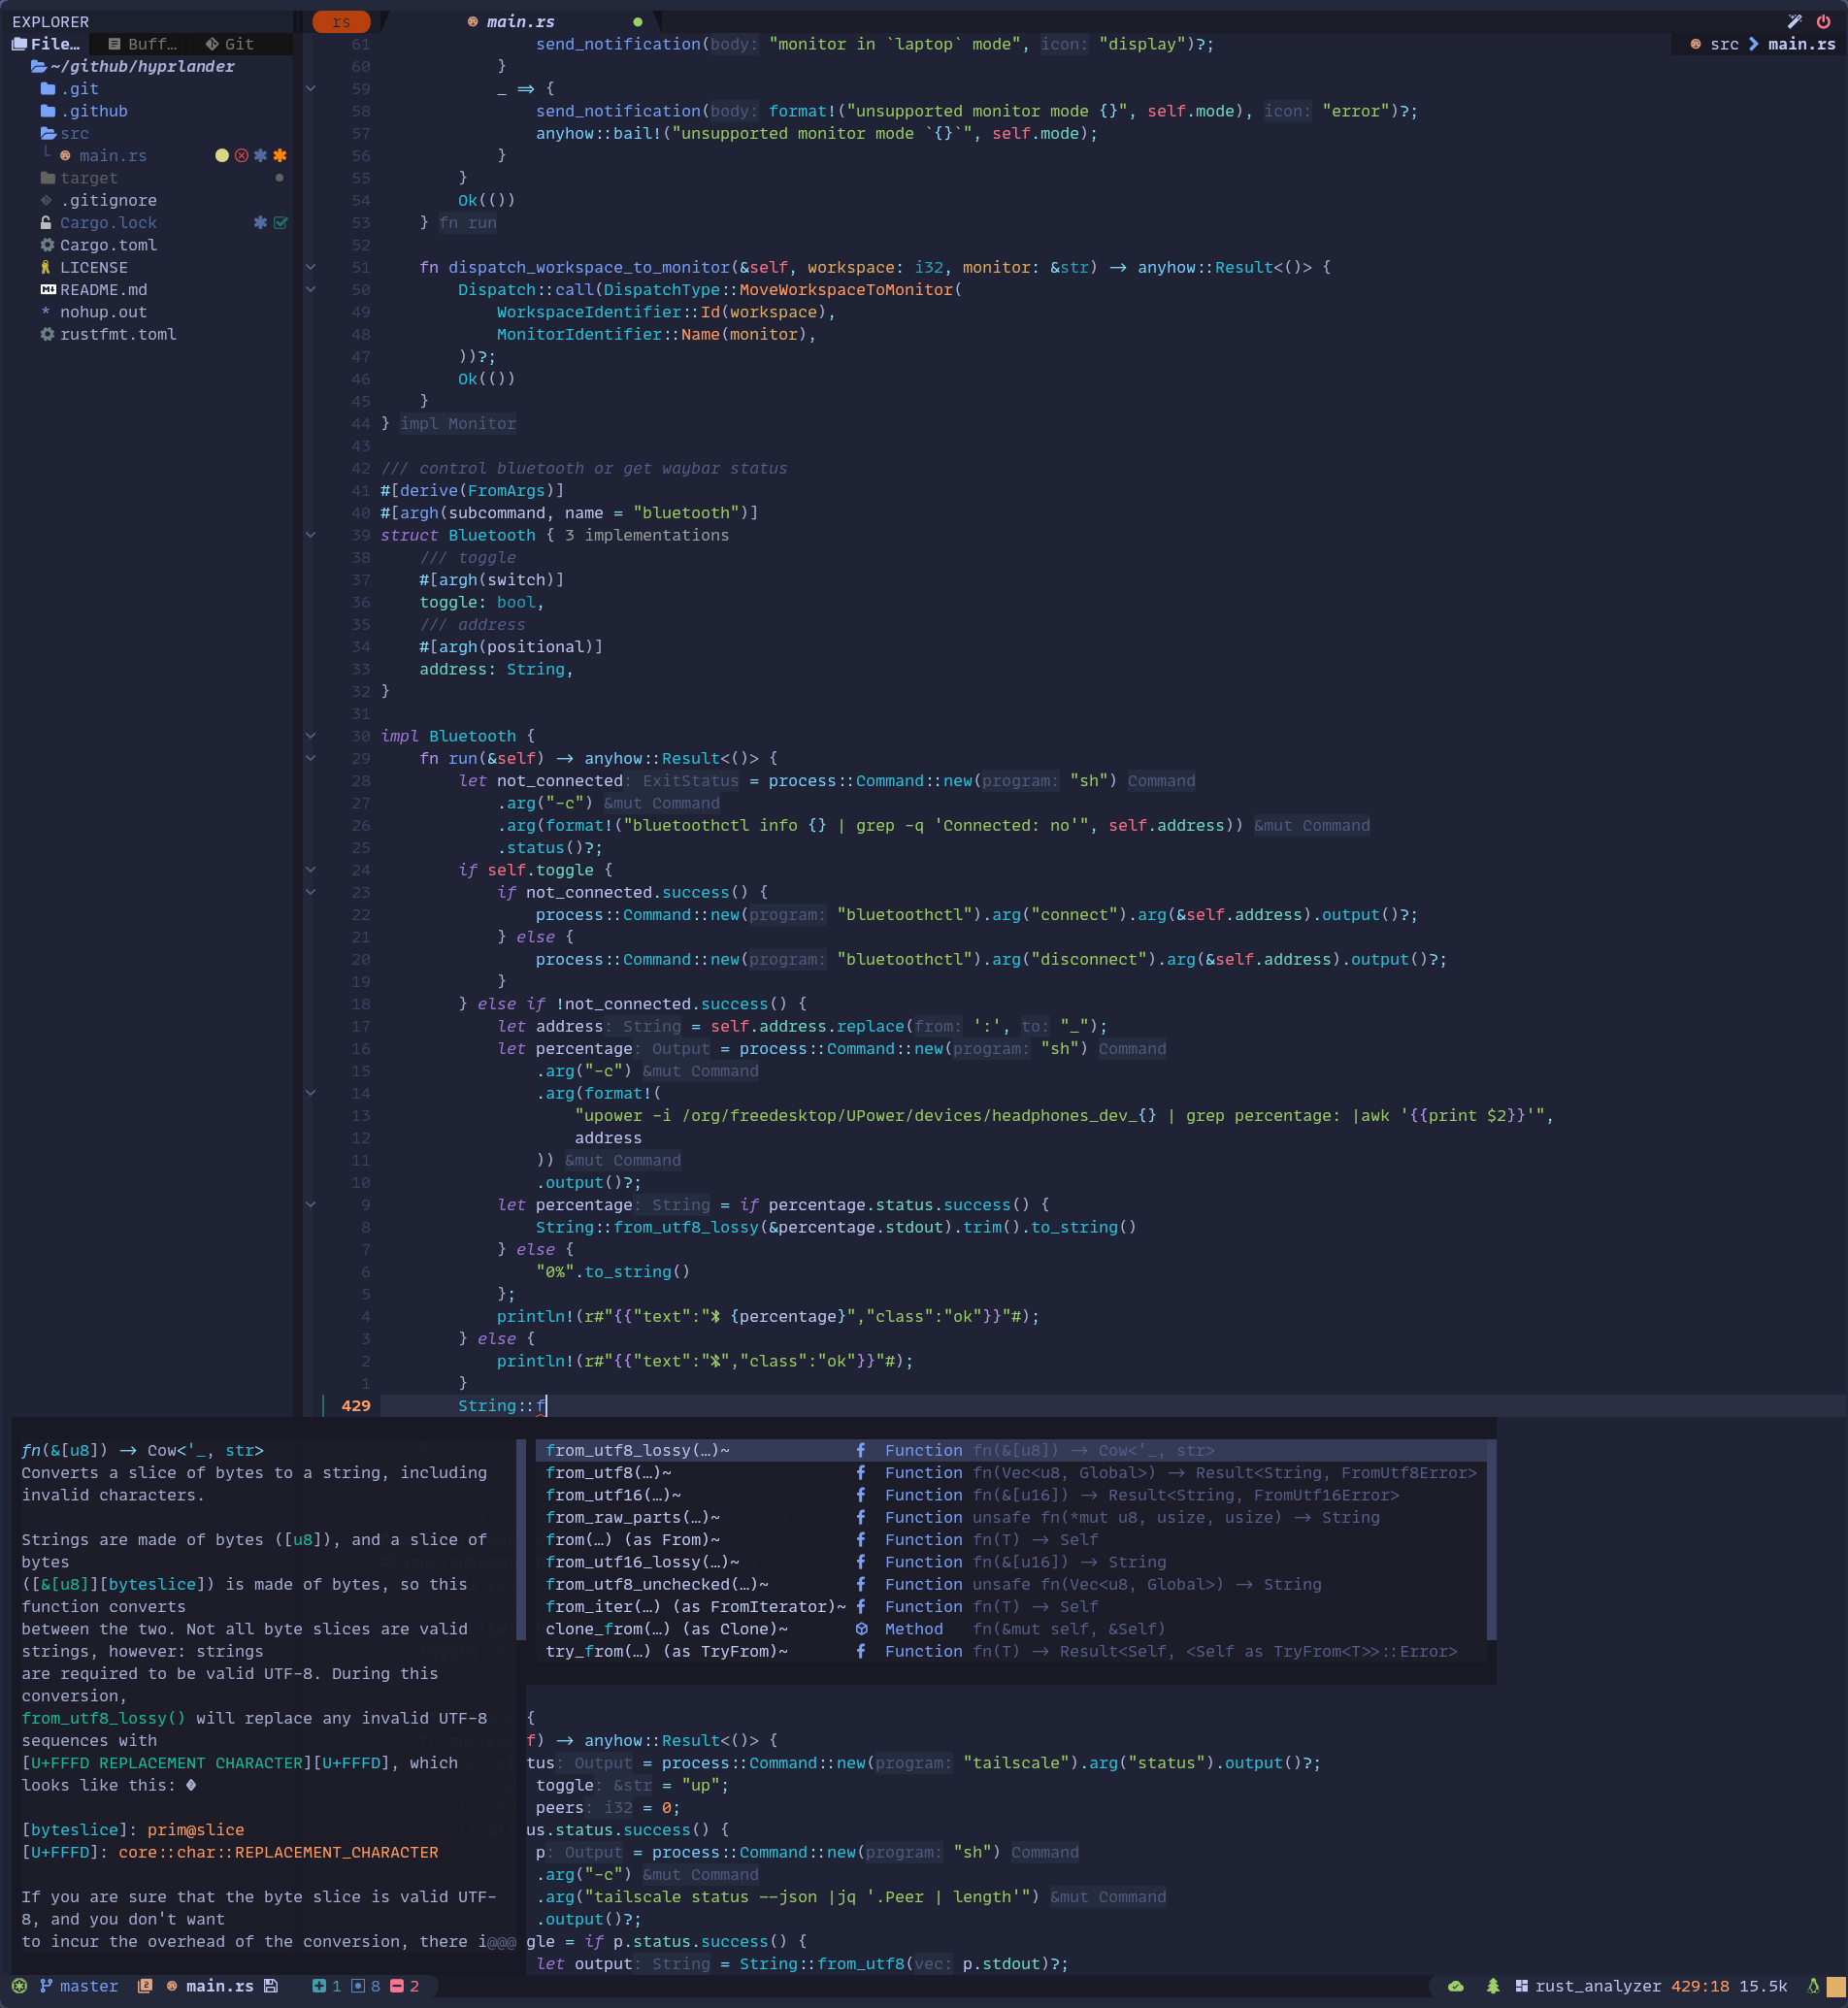 EXPLORER
File… Buff… Git
~/github/hyprlander
.git
.github
src
main.rs
target
.gitignore
Cargo.lock
Cargo.toml
LICENSE
README.md
nohup.out
rustfmt.toml
rs main.rs
src main.rs
61 send_notification(body: "monitor in `laptop` mode", icon: "display")?;
60 }
59 _ => {
58 send_notification(body: format!("unsupported monitor mode {}", self.mode), icon: "error")?;
57 anyhow::bail!("unsupported monitor mode `{}`", self.mode);
56 }
55 }
54 Ok(())
53 } fn run
52
51 fn dispatch_workspace_to_monitor(&self, workspace: i32, monitor: &str) -> anyhow::Result<()> {
50 Dispatch::call(DispatchType::MoveWorkspaceToMonitor(
49 WorkspaceIdentifier::Id(workspace),
48 MonitorIdentifier::Name(monitor),
47 ))?;
46 Ok(())
45 }
44 } impl Monitor
43
42 /// control bluetooth or get waybar status
41 #[derive(FromArgs)]
40 #[argh(subcommand, name = "bluetooth")]
39 struct Bluetooth { 3 implementations
38 /// toggle
37 #[argh(switch)]
36 toggle: bool,
35 /// address
34 #[argh(positional)]
33 address: String,
32 }
31
30 impl Bluetooth {
29 fn run(&self) -> anyhow::Result<()> {
28 let not_connected: ExitStatus = process::Command::new(program: "sh") Command
27 .arg("-c") &mut Command
26 .arg(format!("bluetoothctl info {} | grep -q 'Connected: no'", self.address)) &mut Command
25 .status()?;
24 if self.toggle {
23 if not_connected.success() {
22 process::Command::new(program: "bluetoothctl").arg("connect").arg(&self.address).output()?;
21 } else {
20 process::Command::new(program: "bluetoothctl").arg("disconnect").arg(&self.address).output()?;
19 }
18 } else if !not_connected.success() {
17 let address: String = self.address.replace(from: ':', to: "_");
16 let percentage: Output = process::Command::new(program: "sh") Command
15 .arg("-c") &mut Command
14 .arg(format!(
13 "upower -i /org/freedesktop/UPower/devices/headphones_dev_{} | grep percentage: |awk '{{print $2}}'",
12 address
11 )) &mut Command
10 .output()?;
9 let percentage: String = if percentage.status.success() {
8 String::from_utf8_lossy(&percentage.stdout).trim().to_string()
7 } else {
6 "0%".to_string()
5 };
4 println!(r#"{{"text":" {percentage}","class":"ok"}}"#);
3 } else {
2 println!(r#"{{"text":"","class":"ok"}}"#);
1 }
429 String::f
fn(&[u8]) -> Cow<'_, str>
Converts a slice of bytes to a string, including
invalid characters.
Strings are made of bytes ([u8]), and a slice of
bytes
([&[u8]][byteslice]) is made of bytes, so this
function converts
between the two. Not all byte slices are valid
strings, however: strings
are required to be valid UTF-8. During this
conversion,
from_utf8_lossy() will replace any invalid UTF-8
sequences with
[U+FFFD REPLACEMENT CHARACTER][U+FFFD], which
looks like this: �
[byteslice]: prim@slice
[U+FFFD]: core::char::REPLACEMENT_CHARACTER
If you are sure that the byte slice is valid UTF-
8, and you don't want
to incur the overhead of the conversion, there i@@@
from_utf8_lossy(…)~ Function fn(&[u8]) -> Cow<'_, str>
from_utf8(…)~ Function fn(Vec<u8, Global>) -> Result<String, FromUtf8Error>
from_utf16(…)~ Function fn(&[u16]) -> Result<String, FromUtf16Error>
from_raw_parts(…)~ Function unsafe fn(*mut u8, usize, usize) -> String
from(…) (as From)~ Function fn(T) -> Self
from_utf16_lossy(…)~ Function fn(&[u16]) -> String
from_utf8_unchecked(…)~ Function unsafe fn(Vec<u8, Global>) -> String
from_iter(…) (as FromIterator)~ Function fn(T) -> Self
clone_from(…) (as Clone)~ Method fn(&mut self, &Self)
try_from(…) (as TryFrom)~ Function fn(T) -> Result<Self, <Self as TryFrom<T>>::Error>
{
f) -> anyhow::Result<()> {
tus: Output = process::Command::new(program: "tailscale").arg("status").output()?;
toggle: &str = "up";
peers: i32 = 0;
us.status.success() {
p: Output = process::Command::new(program: "sh") Command
.arg("-c") &mut Command
.arg("tailscale status --json |jq '.Peer | length'") &mut Command
.output()?;
gle = if p.status.success() {
let output: String = String::from_utf8(vec: p.stdout)?;
master 2 main.rs 1 8 2
rust_analyzer 429:18 15.5k